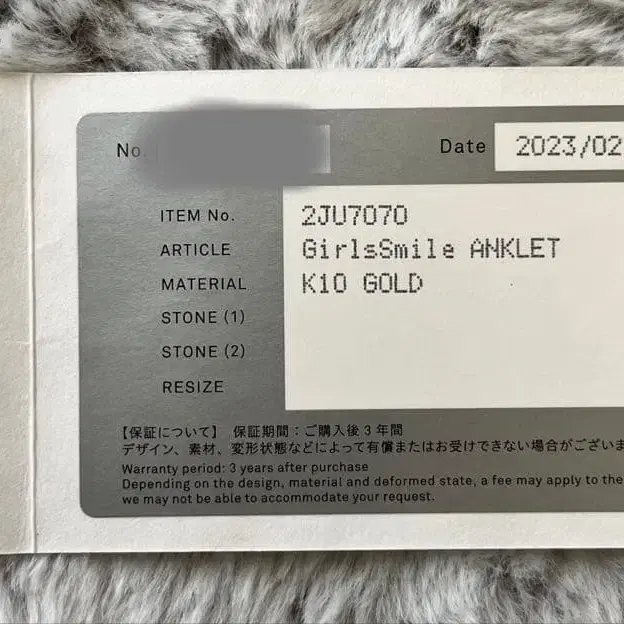 No.
Date 2023/02
ITEM No. 2JU7070
ARTICLE GirlsSmile ANKLET
MATERIAL K10 GOLD
STONE (1)
STONE (2)
RESIZE
【保証について】 保証期間：ご購入後3年間
デザイン、素材、変形状態などによって有償またはお受けできない場合がございま
Warranty period: 3 years after purchase
Depending on the design, material and deformed state, a fee may apply to the
we may not be able to accommodate your request.